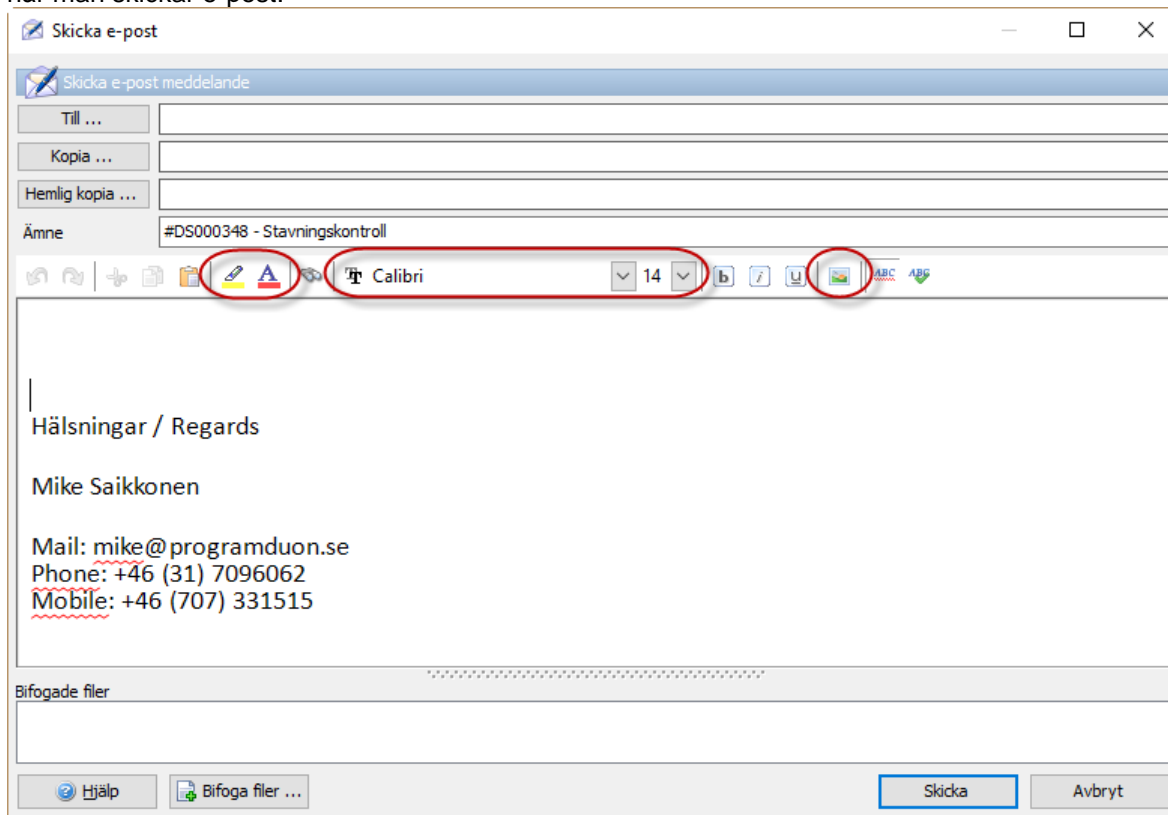 när man skickar e-post.
Skicka e-post
Skicka e-post meddelande
Till ...
Kopia ...
Hemlig kopia ...
Ämne #DS000348 - Stavningskontroll
A Calibri 14 b i u ABC ABC
Hälsningar / Regards
Mike Saikkonen
Mail: mike@programduon.se
Phone: +46 (31) 7096062
Mobile: +46 (707) 331515
Bifogade filer
Hjälp Bifoga filer ... Skicka Avbryt